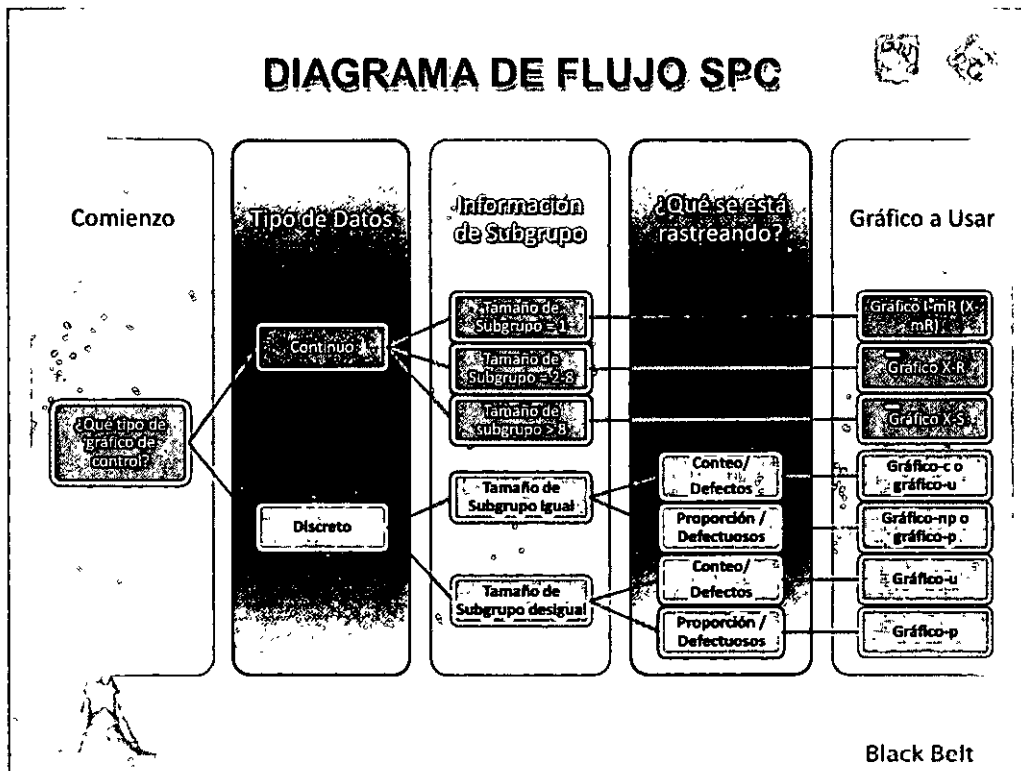 DIAGRAMA DE FLUJO SPC
Comienzo
Tipo de Datos
Información
de Subgrupo
¿Qué se está
rastreando?
Gráfico a Usar
¿Qué tipo de
gráfico de
control?
Continuo
Discreto
Tamaño de
Subgrupo = 1
Tamaño de
Subgrupo = 2-8
Tamaño de
subgrupo > 8
Tamaño de
Subgrupo igual
Tamaño de
Subgrupo desigual
Conteo/
Defectos
Proporción /
Defectuosos
Conteo/
Defectos
Proporción /
Defectuosos
Gráfico I-mR (X-
mR)
Gráfico X-R
Gráfico X-S
Gráfico-c o
gráfico-u
Gráfico-np o
gráfico-p
Gráfico-u
Gráfico-p
Black Belt